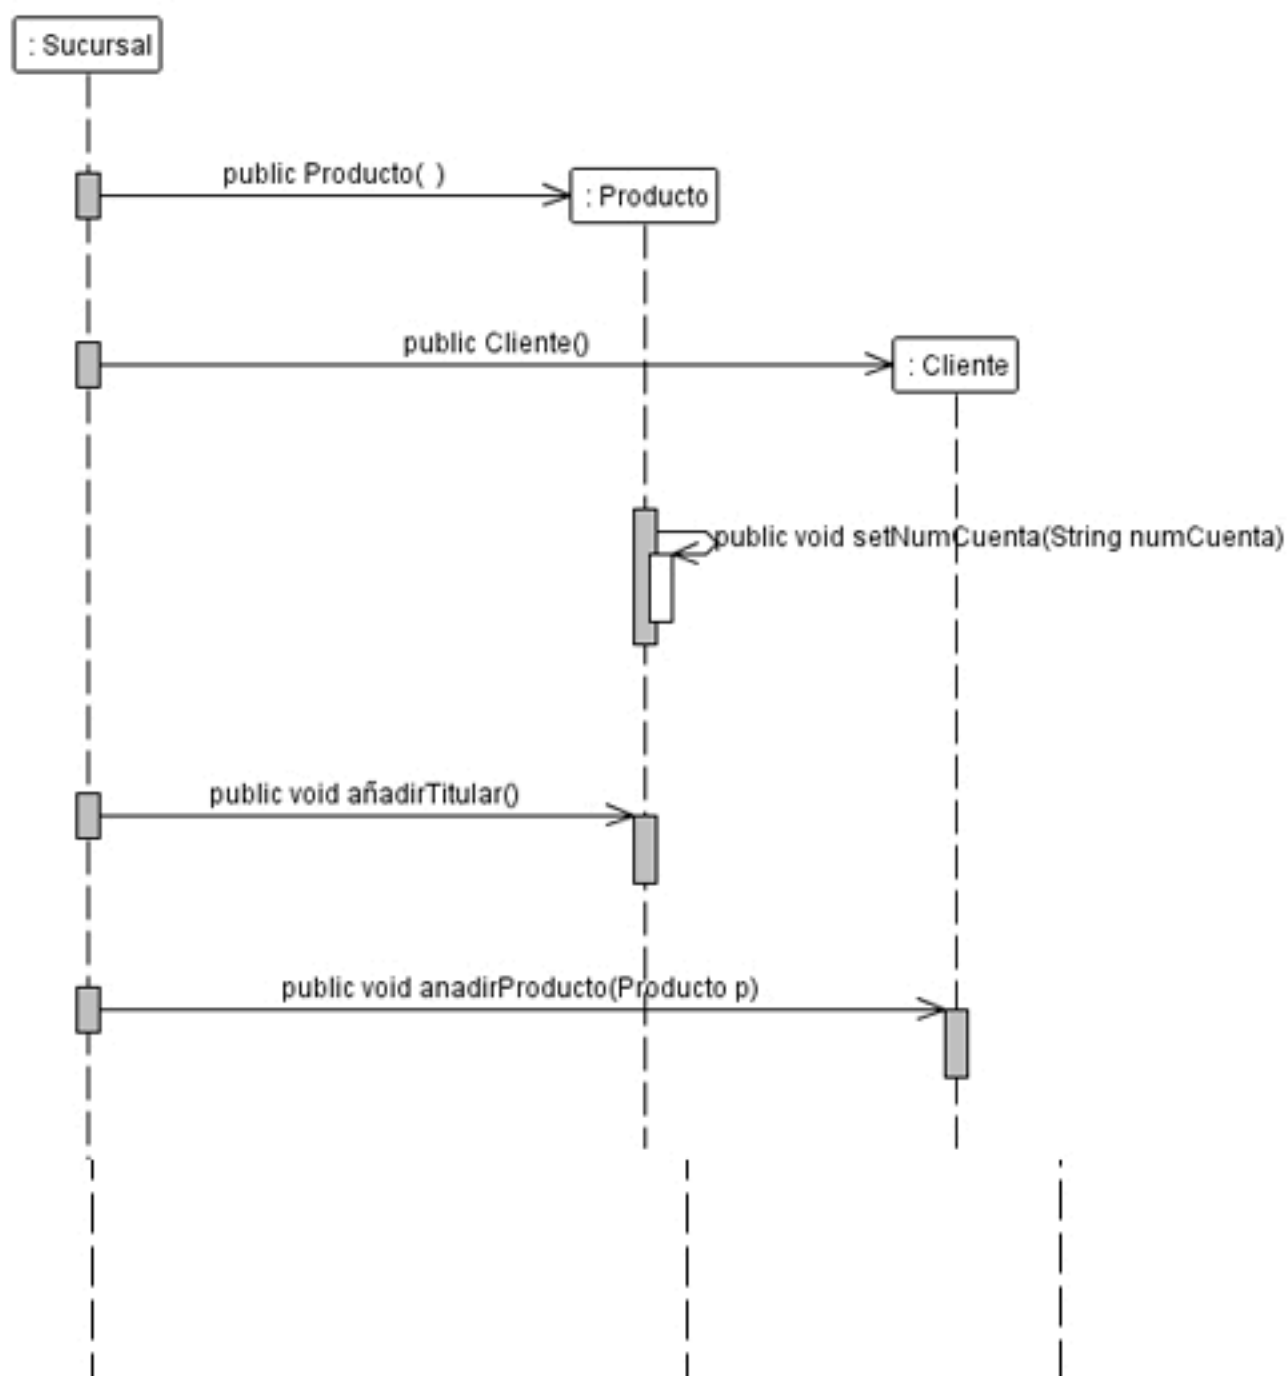 : Sucursal
public Producto( )
: Producto
public Cliente()
: Cliente
public void setNumCuenta(String numCuenta)
public void añadirTitular()
public void anadirProducto(Producto p)